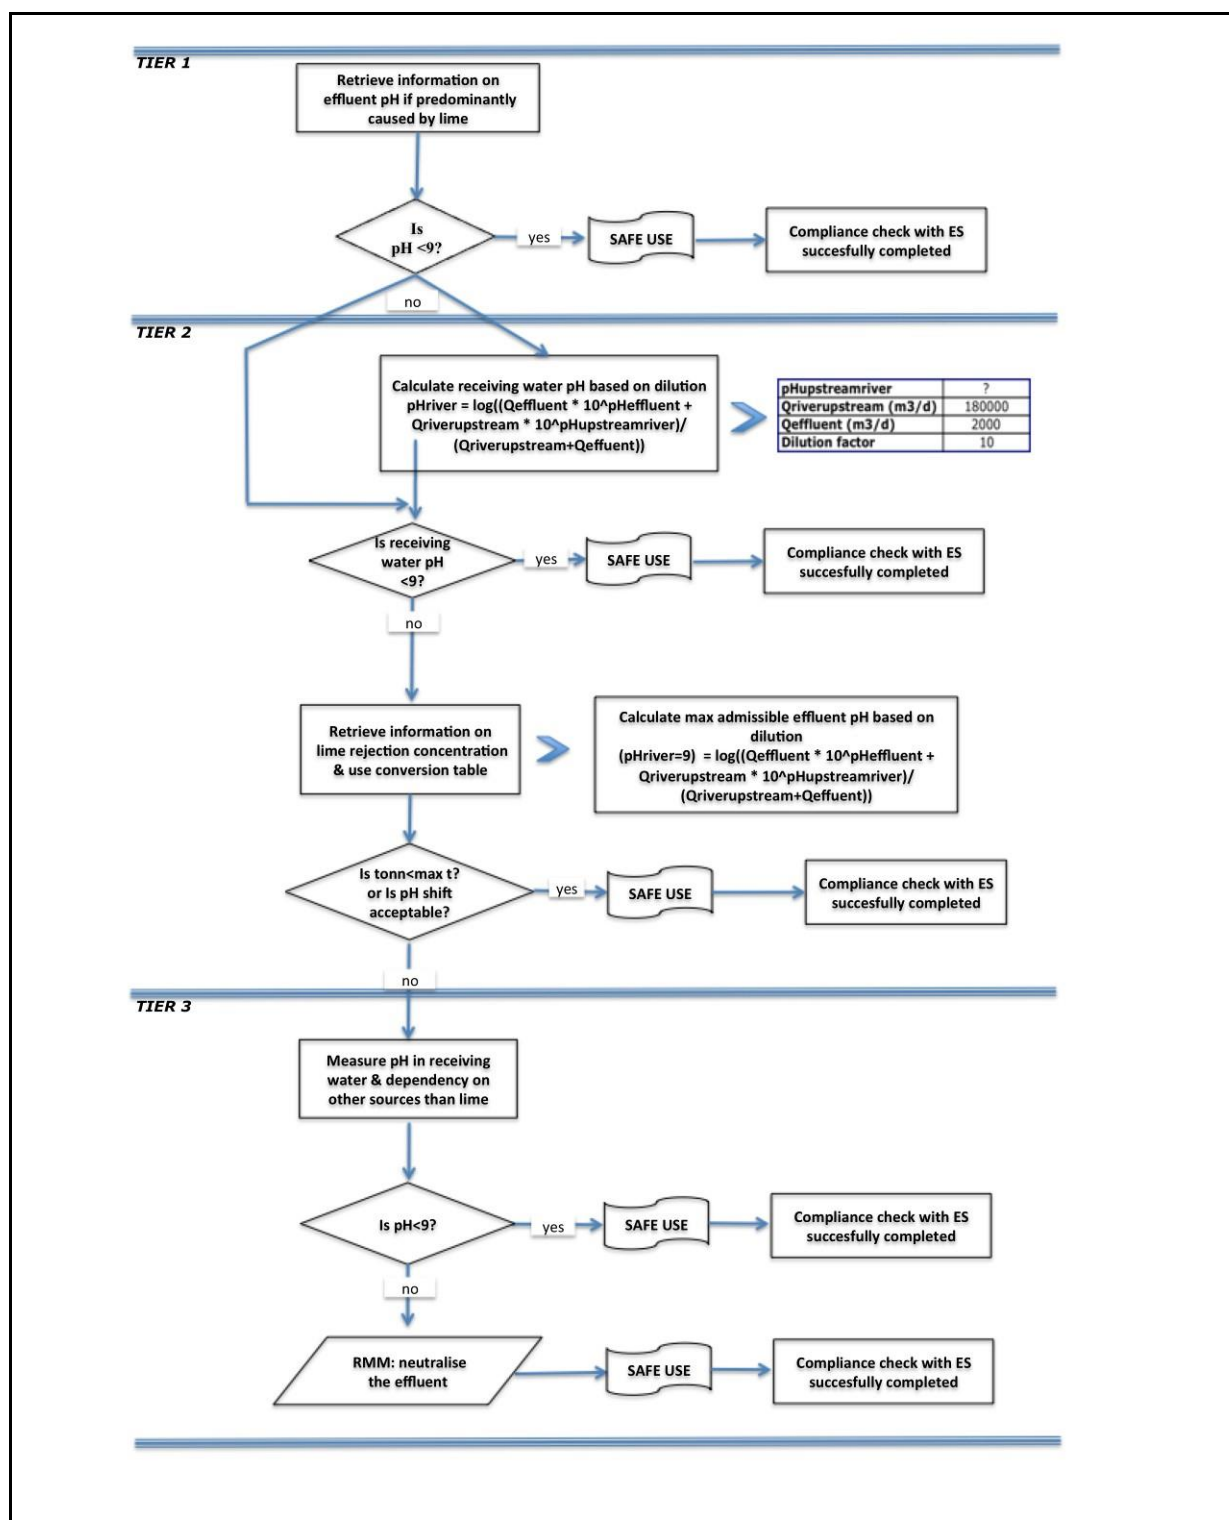 TIER 1
Retrieve information on
effluent pH if predominantly
caused by lime
Is
pH <9?
yes
SAFE USE
Compliance check with ES
succesfully completed
no
TIER 2
Calculate receiving water pH based on dilution
pHriver = log((Qeffluent * 10^pHeffluent +
Qriverupstream * 10^pHupstreamriver)/
(Qriverupstream+Qeffuent))
pHupstreamriver ?
Qriverupstream (m3/d) 180000
Qeffluent (m3/d) 2000
Dilution factor 10
Is receiving
water pH
<9?
yes
SAFE USE
Compliance check with ES
succesfully completed
no
Retrieve information on
lime rejection concentration
& use conversion table
Calculate max admissible effluent pH based on
dilution
(pHriver=9) = log((Qeffluent * 10^pHeffluent +
Qriverupstream * 10^pHupstreamriver)/
(Qriverupstream+Qeffuent))
Is tonn<max t?
or Is pH shift
acceptable?
yes
SAFE USE
Compliance check with ES
succesfully completed
no
TIER 3
Measure pH in receiving
water & dependency on
other sources than lime
Is pH<9?
yes
SAFE USE
Compliance check with ES
succesfully completed
no
RMM: neutralise
the effluent
SAFE USE
Compliance check with ES
succesfully completed